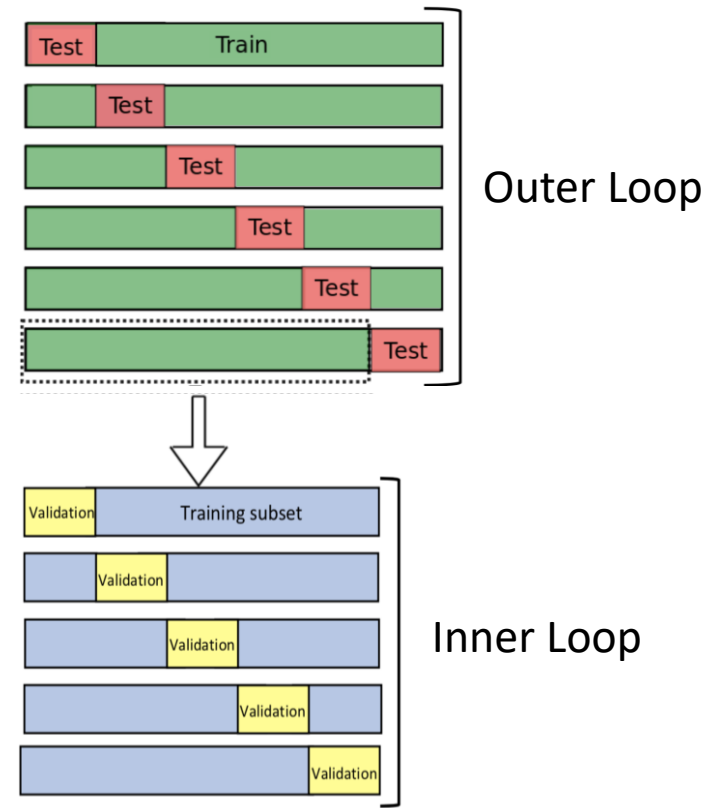 Test Train
Test
Test
Outer Loop
Test
Test
Test
Validation Training subset
Validation
Validation
Inner Loop
Validation
Validation